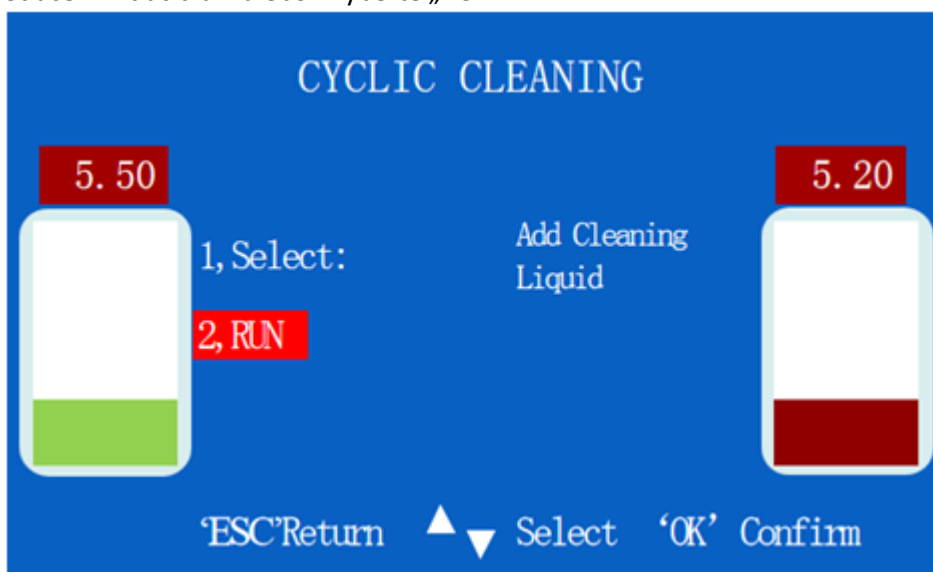 CYCLIC CLEANING
5.50
5.20
1,Select:
Add Cleaning
Liquid
2,RUN
‘ESC’Return ▲▼ Select ‘OK’ Confirm